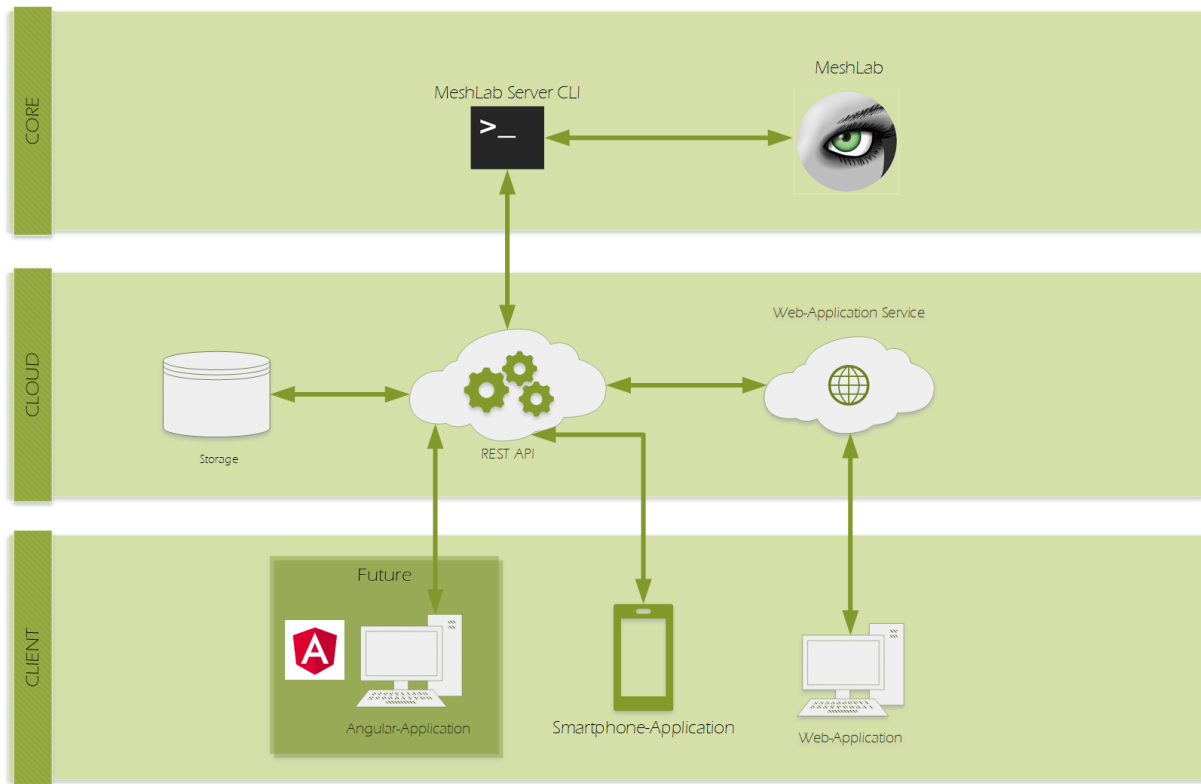 CORE
MeshLab Server CLI
>_
MeshLab
CLOUD
Storage
REST API
Web-Application Service
CLIENT
Future
A
Angular-Application
Smartphone-Application
Web-Application